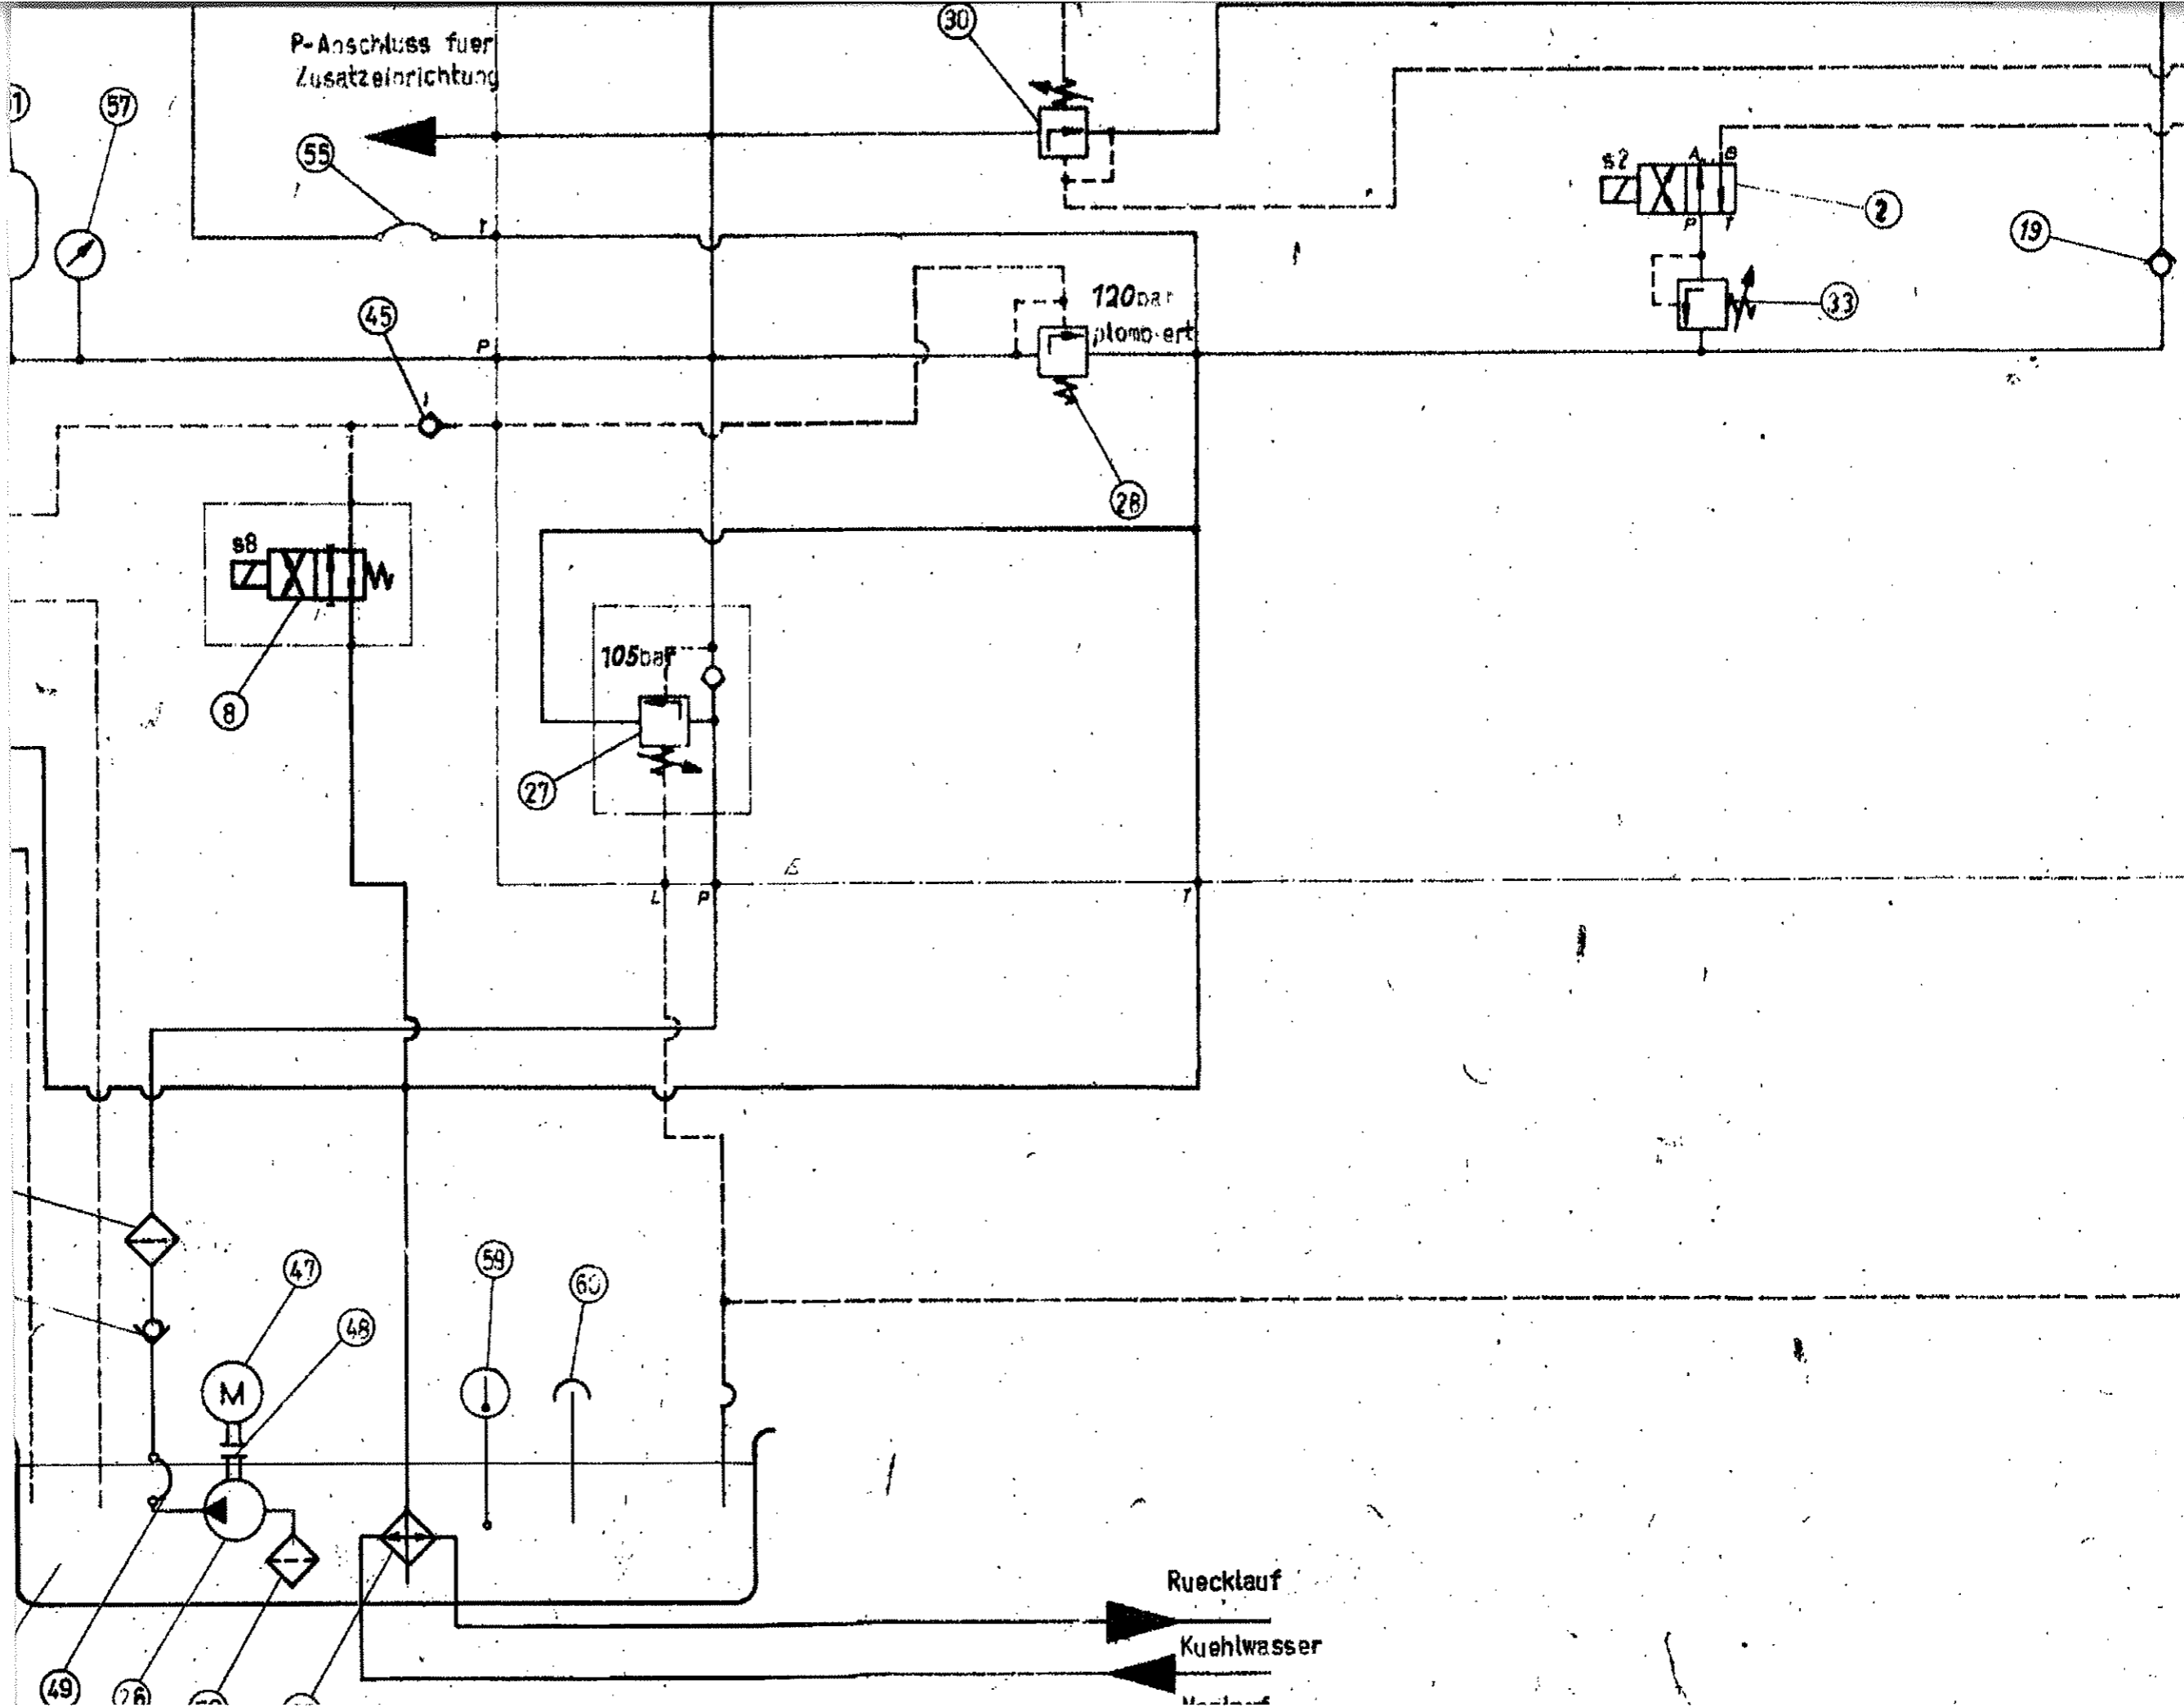 30
P-Anschluss fuer
Zusatzeinrichtung
57
55
T
A B
s2
2
P T
19
120bar
plombiert
33
45
P
28
s8
105bar
8
27
E
L P T
47
59
60
48
M
Ruecklauf
Kuehlwasser
49
26